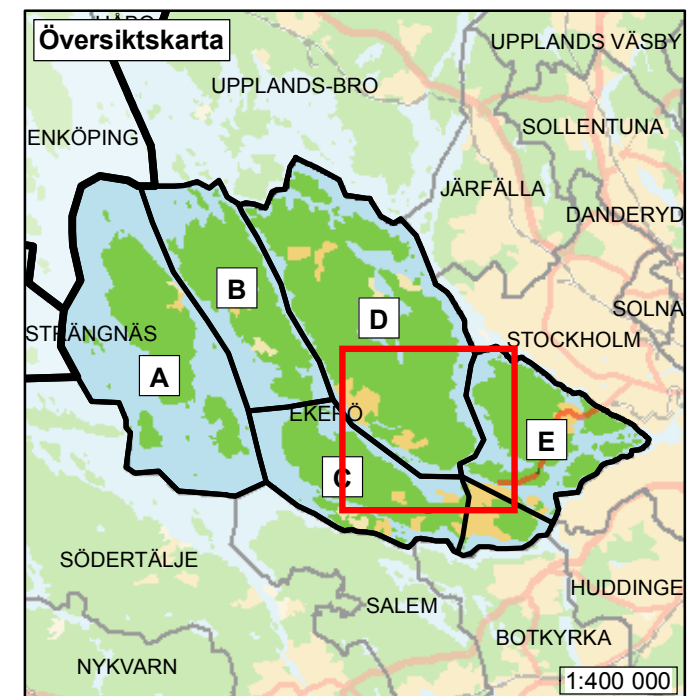 Översiktskarta
UPPLANDS VÄSBY
UPPLANDS-BRO
SOLLENTUNA
ENKÖPING
JÄRFÄLLA
DANDERYD
B
SOLNA
D
STRÄNGNÄS
STOCKHOLM
A
EKERÖ
E
C
SÖDERTÄLJE
HUDDINGE
SALEM
BOTKYRKA
NYKVARN
1:400 000